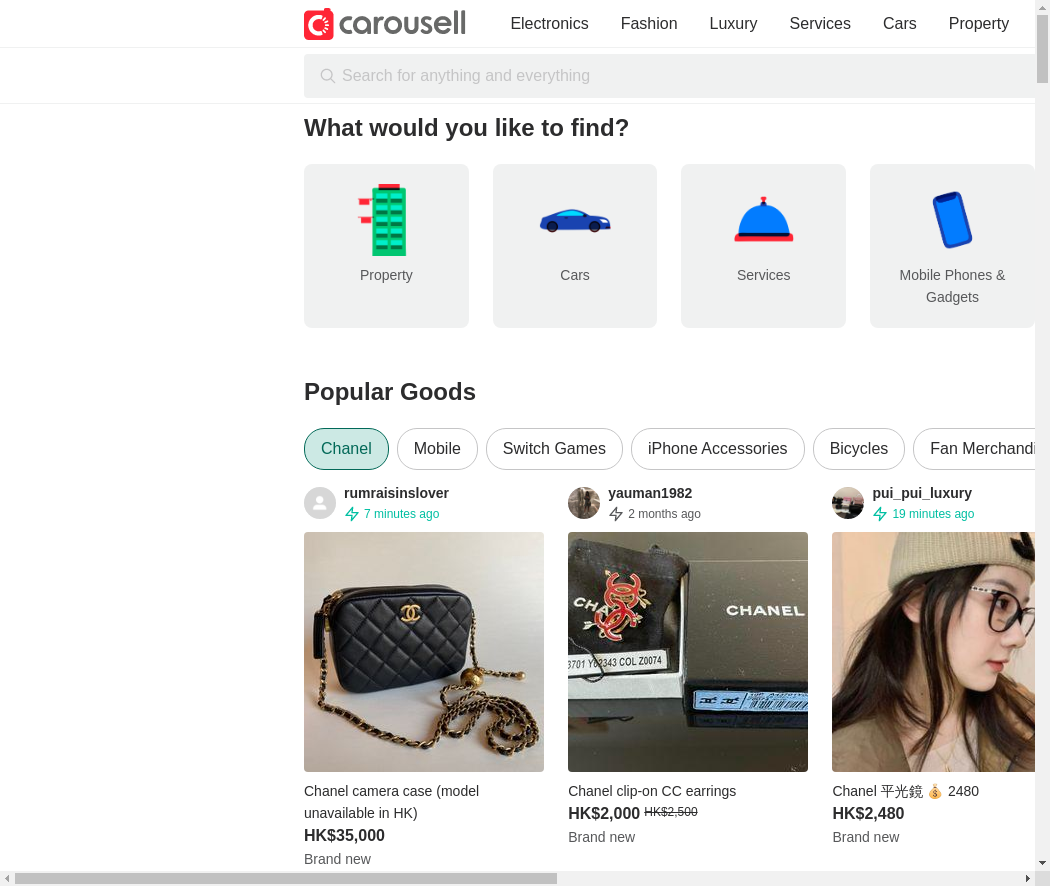 carousell
Electronics Fashion Luxury Services Cars Property
Search for anything and everything
What would you like to find?
Property
Cars
Services
Mobile Phones &
Gadgets
Popular Goods
Chanel Mobile Switch Games iPhone Accessories Bicycles Fan Merchandi
rumraisinslover
7 minutes ago
yauman1982
2 months ago
pui_pui_luxury
19 minutes ago
CHANEL
3701 Y02343 COL Z0074
Chanel camera case (model
unavailable in HK)
HK$35,000
Brand new
Chanel clip-on CC earrings
HK$2,000 HK$2,500
Brand new
Chanel 平光鏡 💰 2480
HK$2,480
Brand new